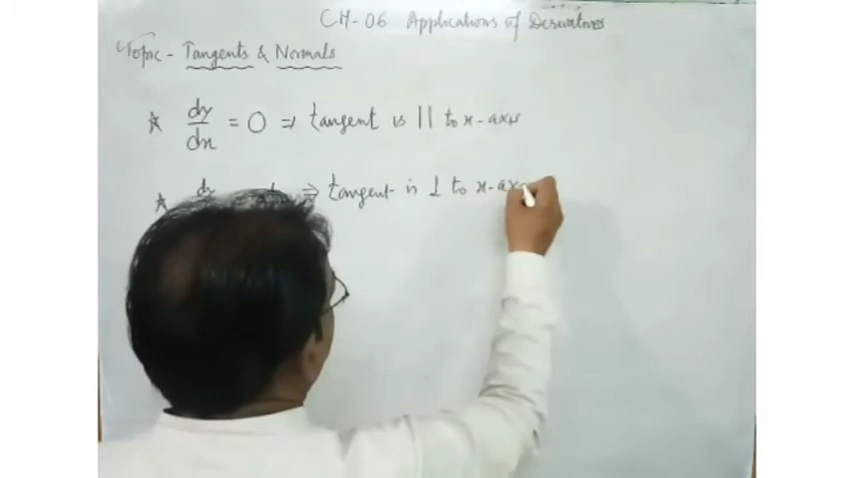 CH-06 Applications of Derivatives
Topic - Tangents & Normals
* dy/dx = 0 ⇒ tangent is || to x-axis
* dy ⇒ tangent is ⊥ to x-ax